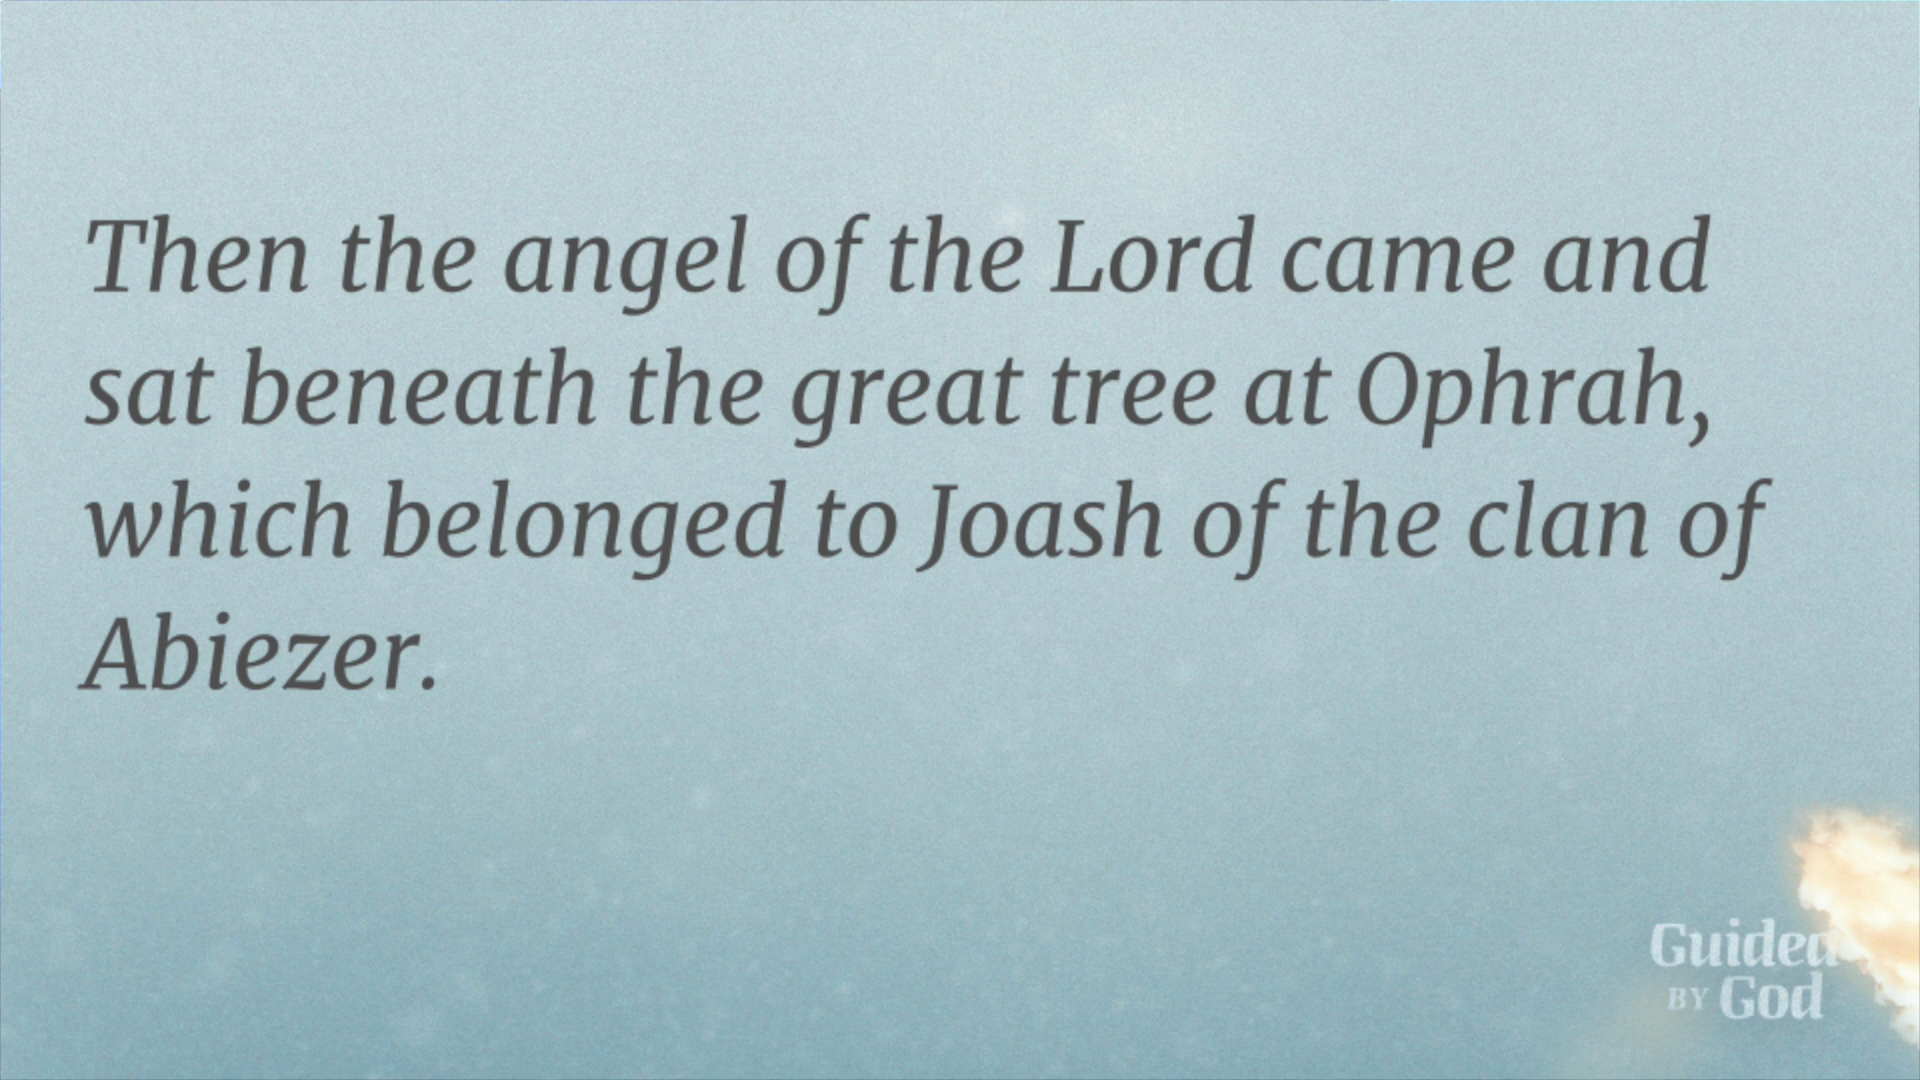 Then the angel of the Lord came and
sat beneath the great tree at Ophrah,
which belonged to Joash of the clan of
Abiezer.
Guided
BY God